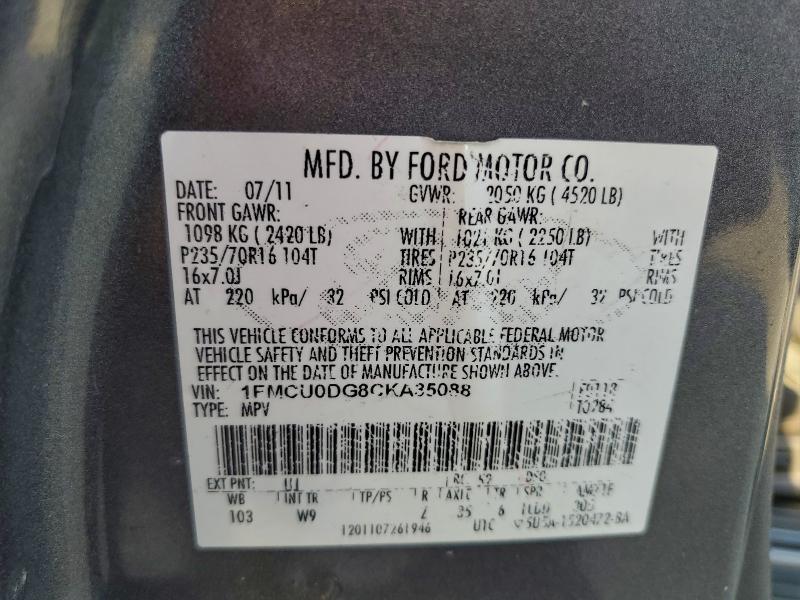 MFD. BY FORD MOTOR CO.
DATE: 07/11 GVWR: 2050 KG ( 4520 LB)
FRONT GAWR: REAR GAWR:
1098 KG ( 2420 LB) WITH 1021 KG ( 2250 LB) WITH
P235/70R16 104T TIRES P235/70R16 104T TIRES
16x7.0J RIMS 16x7.0J RIMS
AT 220 kPa/ 32 PSI COLD AT 220 kPa/ 32 PSI COLD
THIS VEHICLE CONFORMS TO ALL APPLICABLE FEDERAL MOTOR
VEHICLE SAFETY AND THEFT PREVENTION STANDARDS IN
EFFECT ON THE DATE OF MANUFACTURE SHOWN ABOVE.
VIN: 1FMCU0DG8CKA35088
TYPE: MPV
EXT PNT: UJ DSO
WB INT TR TP/PS R AXLE TR SPR
103 W9 35 6
1201107261946 UTC